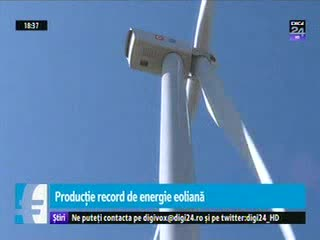 18:37
DIGI
24
Producție record de energie eoliană
Știri
Ne puteți contacta pe digivox@digi24.ro și pe twitter:digi24_HD